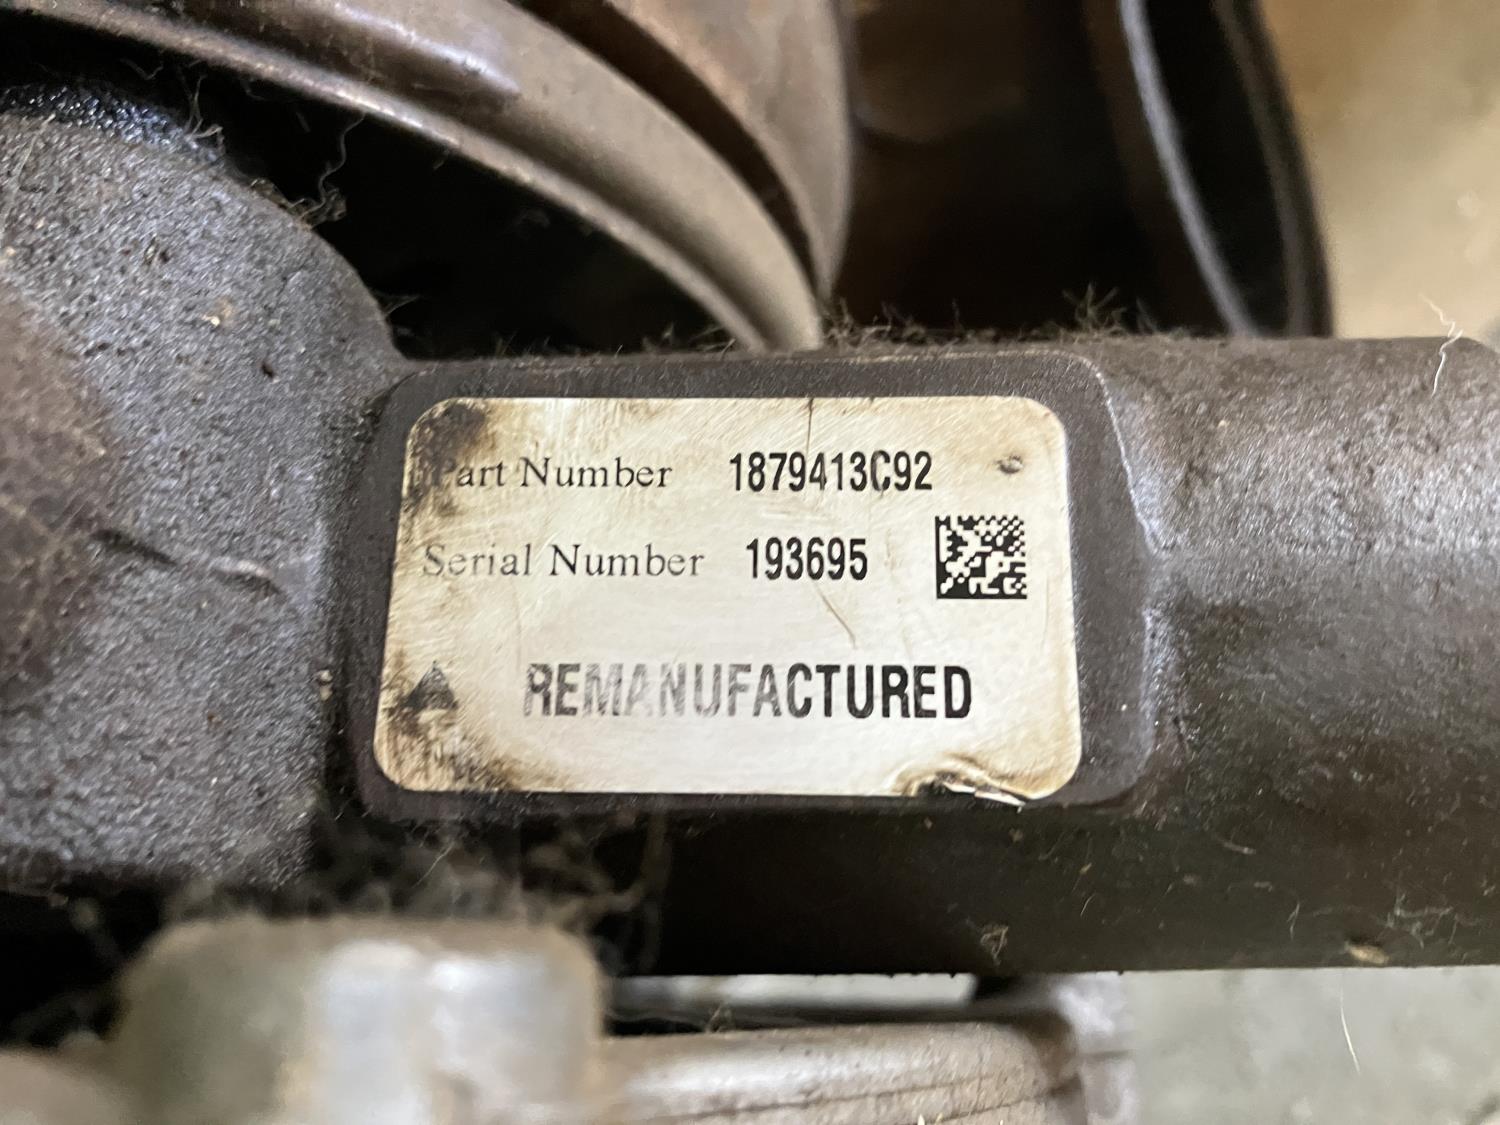 Part Number 1879413C92
Serial Number 193695
REMANUFACTURED